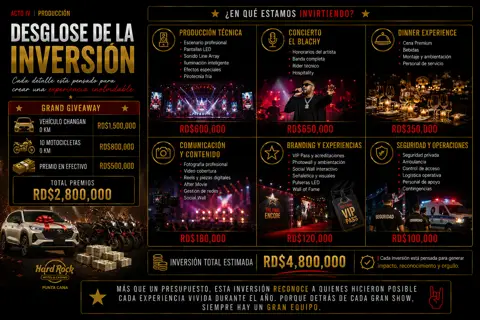 ACTO IV | PRODUCCIÓN
DESGLOSE DE LA
INVERSIÓN
Cada detalle está pensado para
crear una experiencia inolvidable
GRAND GIVEAWAY
VEHÍCULO CHANGAN
0 KM
RD$1,500,000
10 MOTOCICLETAS
0 KM
RD$800,000
PREMIO EN EFECTIVO
RD$500,000
TOTAL PREMIOS
RD$2,800,000
Hard Rock
HOTEL & CASINO
PUNTA CANA
¿EN QUÉ ESTAMOS INVIRTIENDO?
PRODUCCIÓN TÉCNICA
• Escenario profesional
• Pantallas LED
• Sonido Line Array
• Iluminación inteligente
• Efectos especiales
• Pirotecnia fría
RD$600,000
CONCIERTO
EL BLACHY
• Honorarios del artista
• Banda completa
• Rider técnico
• Hospitality
RD$650,000
DINNER EXPERIENCE
• Cena Premium
• Bebidas
• Montaje y ambientación
• Personal de servicio
RD$350,000
COMUNICACIÓN
Y CONTENIDO
• Fotografía profesional
• Video cobertura
• Reels y piezas digitales
• After Movie
• Gestión de redes
• Social Wall
RD$180,000
BRANDING Y EXPERIENCIAS
• VIP Pass y acreditaciones
• Photowall y ambientación
• Social Wall interactivo
• Señalética y visuales
• Pulseras LED
• Wall of Fame
ENCORE
VIP
PASS
RD$120,000
SEGURIDAD Y OPERACIONES
• Seguridad privada
• Ambulancia
• Control de acceso
• Logística operativa
• Personal de apoyo
• Contingencias
SEGURIDAD
RD$100,000
INVERSIÓN TOTAL ESTIMADA
RD$4,800,000
Cada inversión está pensada para generar
impacto, reconocimiento y orgullo.
MÁS QUE UN PRESUPUESTO, ESTA INVERSIÓN RECONOCE A QUIENES HICIERON POSIBLE
CADA EXPERIENCIA VIVIDA DURANTE EL AÑO. PORQUE DETRÁS DE CADA GRAN SHOW,
SIEMPRE HAY UN GRAN EQUIPO.